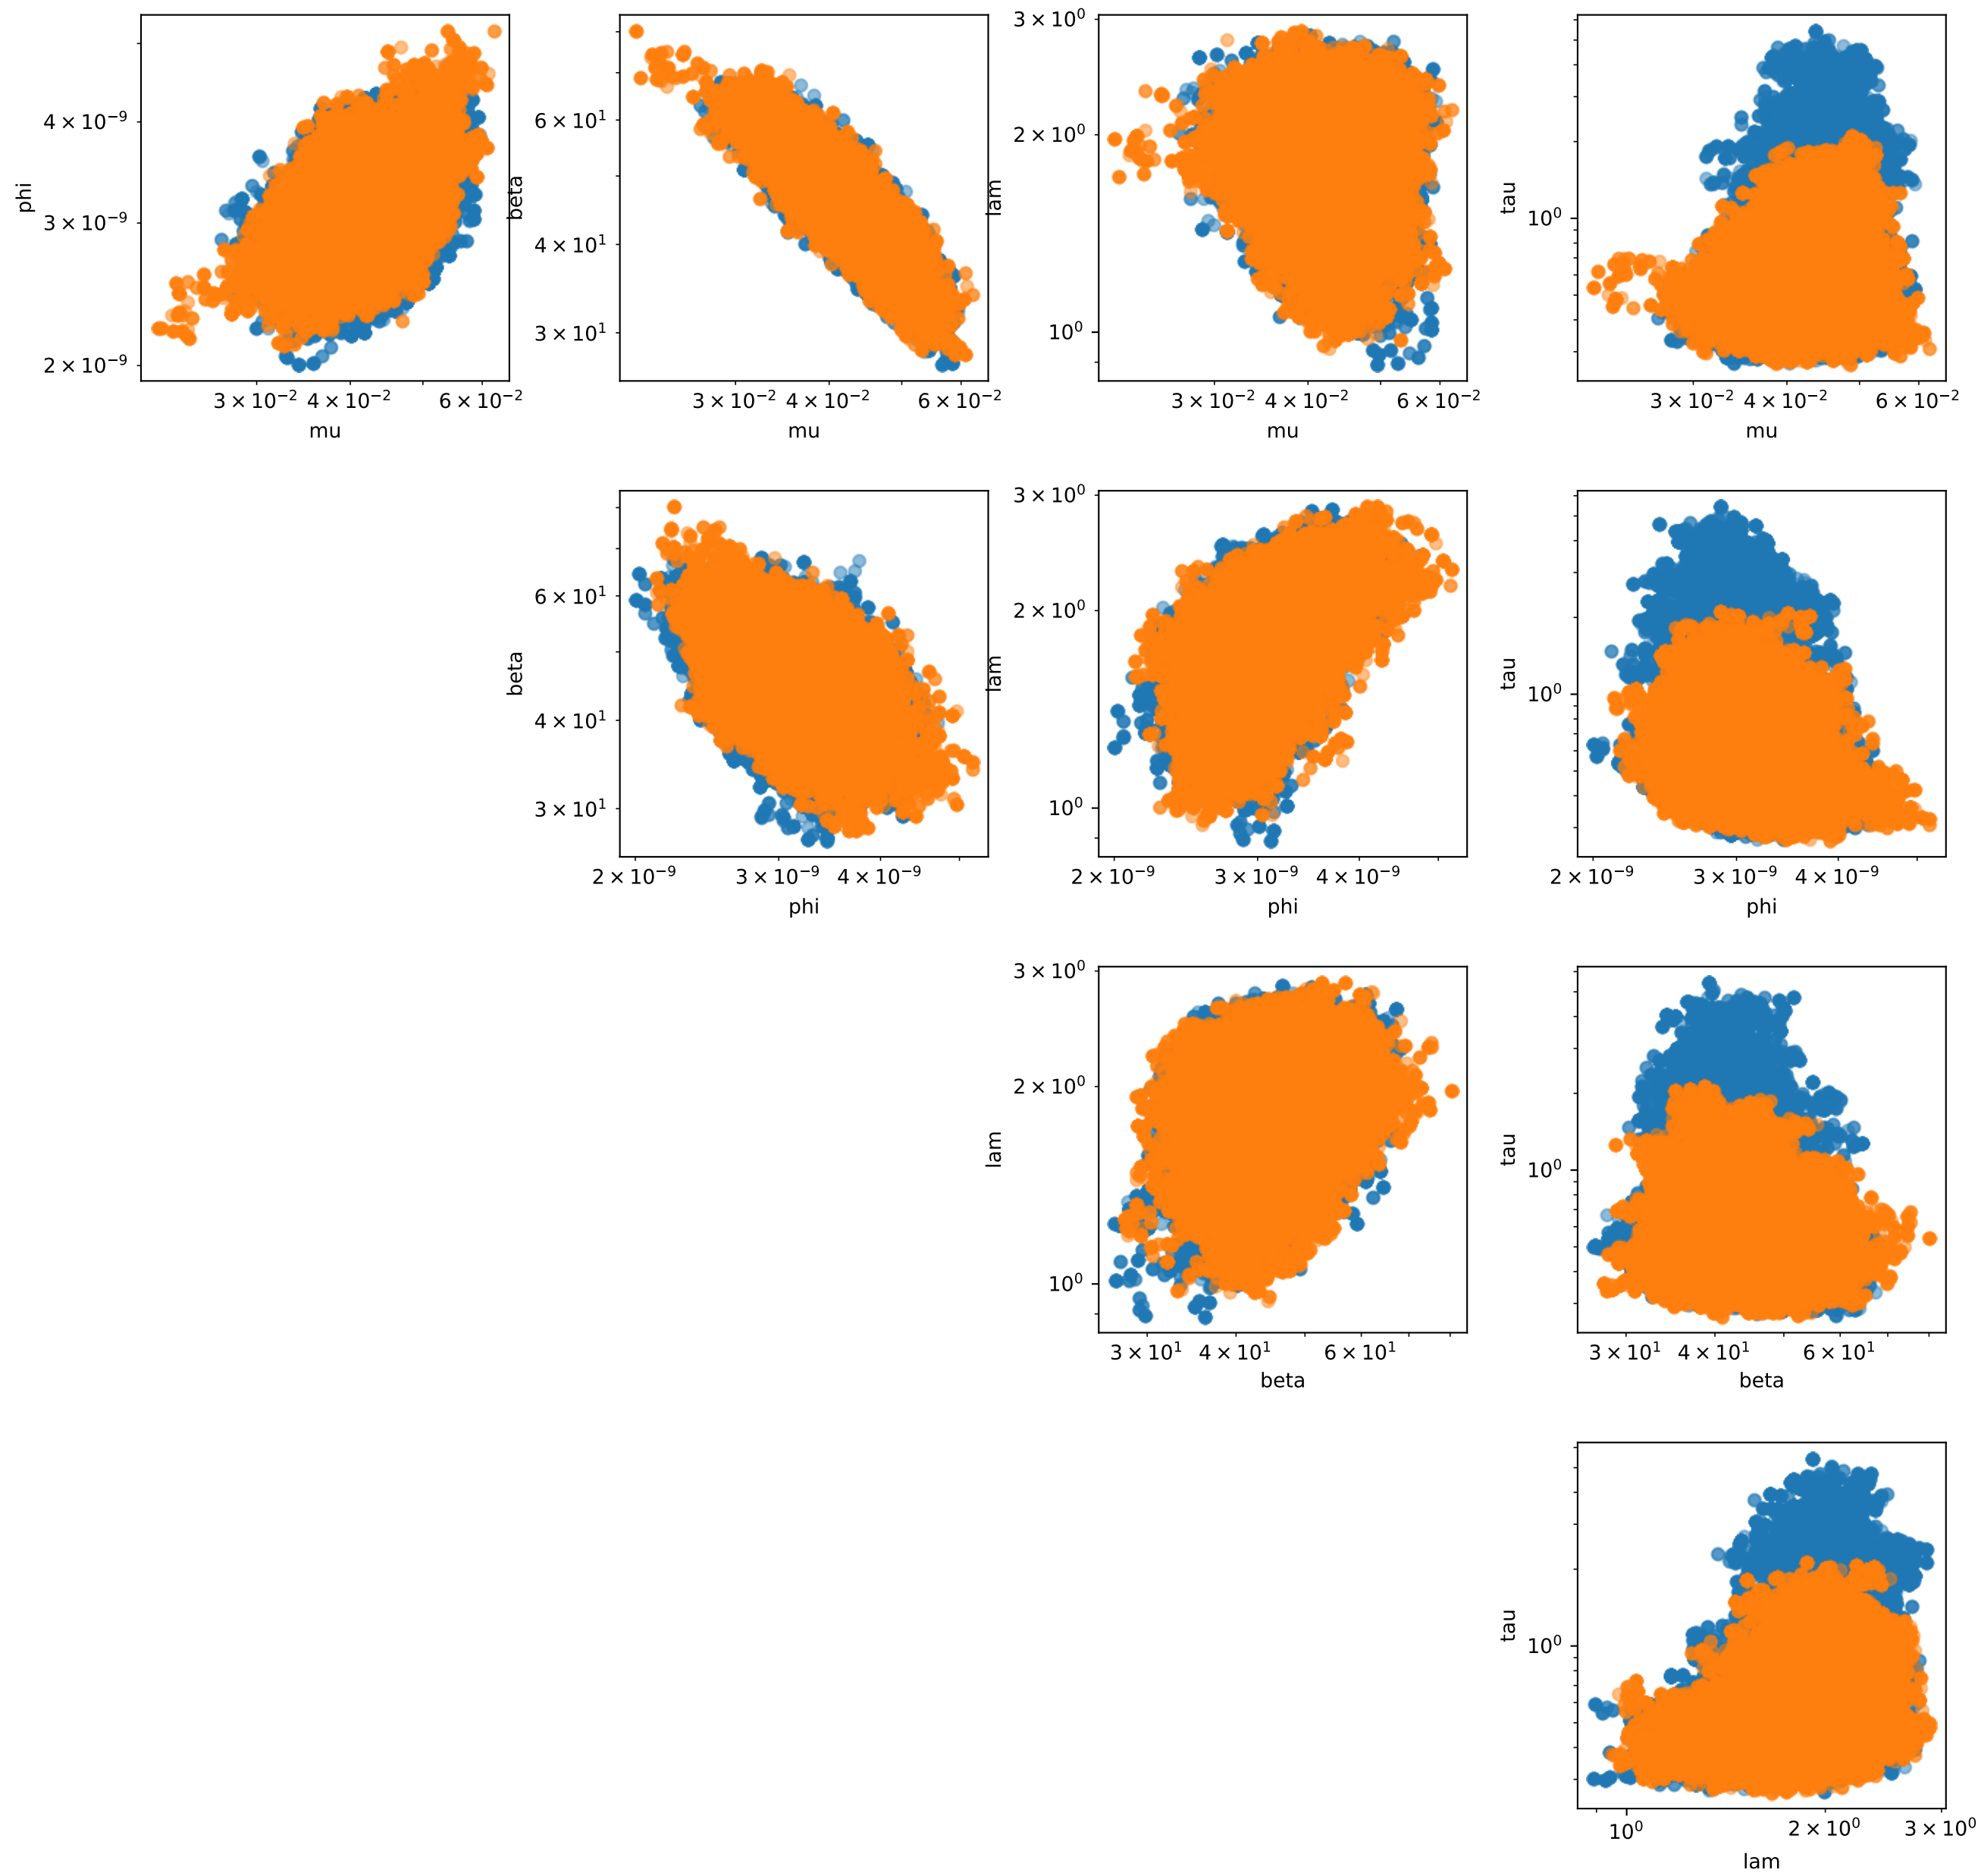 phi
4 × 10⁻⁹
3 × 10⁻⁹
2 × 10⁻⁹
3 × 10⁻² 4 × 10⁻² 6 × 10⁻²
mu
beta
6 × 10¹
4 × 10¹
3 × 10¹
3 × 10⁻² 4 × 10⁻² 6 × 10⁻²
mu
lam
3 × 10⁰
2 × 10⁰
10⁰
3 × 10⁻² 4 × 10⁻² 6 × 10⁻²
mu
tau
10⁰
3 × 10⁻² 4 × 10⁻² 6 × 10⁻²
mu
beta
6 × 10¹
4 × 10¹
3 × 10¹
2 × 10⁻⁹ 3 × 10⁻⁹ 4 × 10⁻⁹
phi
lam
3 × 10⁰
2 × 10⁰
10⁰
2 × 10⁻⁹ 3 × 10⁻⁹ 4 × 10⁻⁹
phi
tau
10⁰
2 × 10⁻⁹ 3 × 10⁻⁹ 4 × 10⁻⁹
phi
lam
3 × 10⁰
2 × 10⁰
10⁰
3 × 10¹ 4 × 10¹ 6 × 10¹
beta
tau
10⁰
3 × 10¹ 4 × 10¹ 6 × 10¹
beta
tau
10⁰
10⁰ 2 × 10⁰ 3 × 10⁰
lam